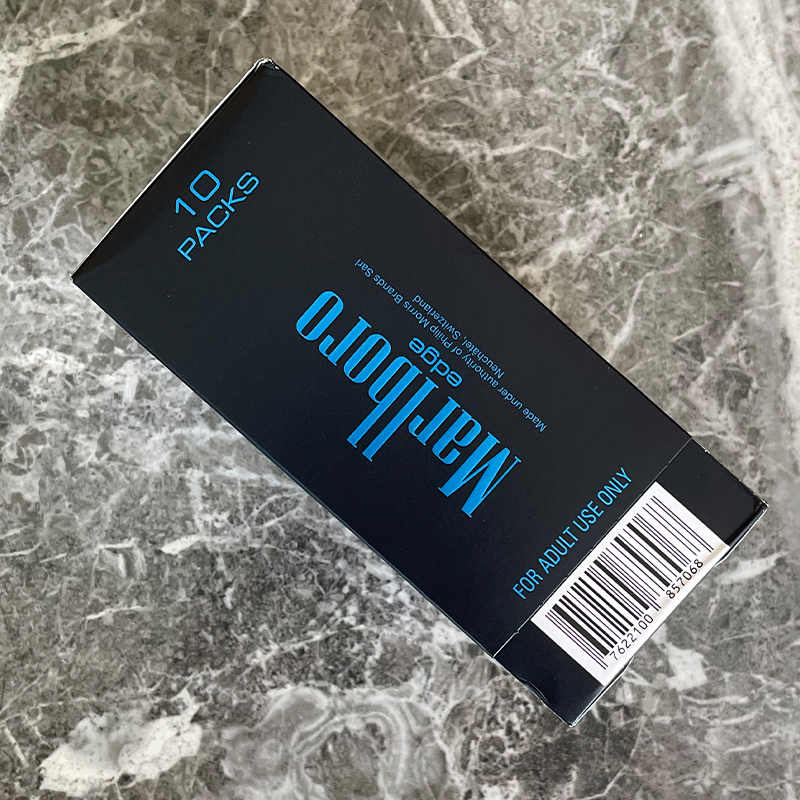 10
PACKS
Marlboro
edge
Made under authority of Philip Morris Brands Sarl
Neuchâtel, Switzerland
FOR ADULT USE ONLY
7622100 857068